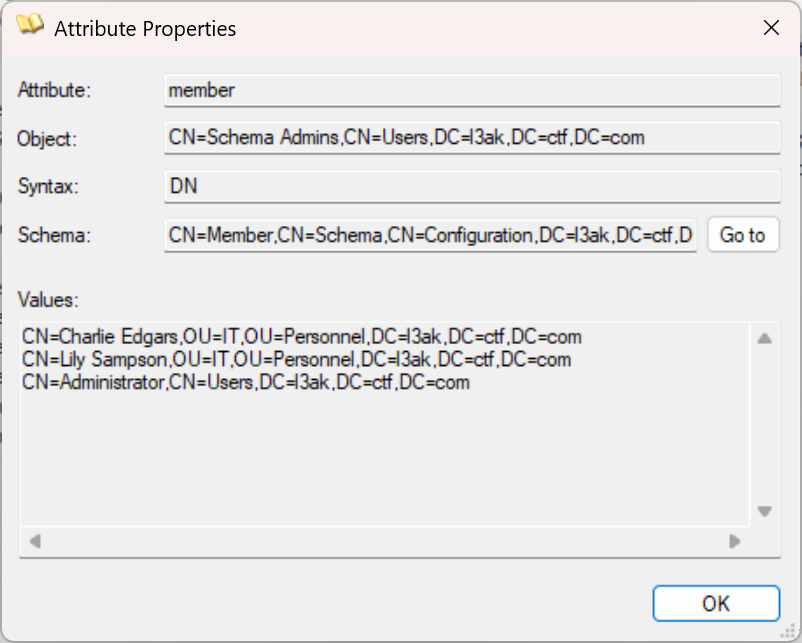 Attribute Properties
Attribute: member
Object: CN=Schema Admins,CN=Users,DC=l3ak,DC=ctf,DC=com
Syntax: DN
Schema: CN=Member,CN=Schema,CN=Configuration,DC=l3ak,DC=ctf,D Go to
Values:
CN=Charlie Edgars,OU=IT,OU=Personnel,DC=l3ak,DC=ctf,DC=com
CN=Lily Sampson,OU=IT,OU=Personnel,DC=l3ak,DC=ctf,DC=com
CN=Administrator,CN=Users,DC=l3ak,DC=ctf,DC=com
OK